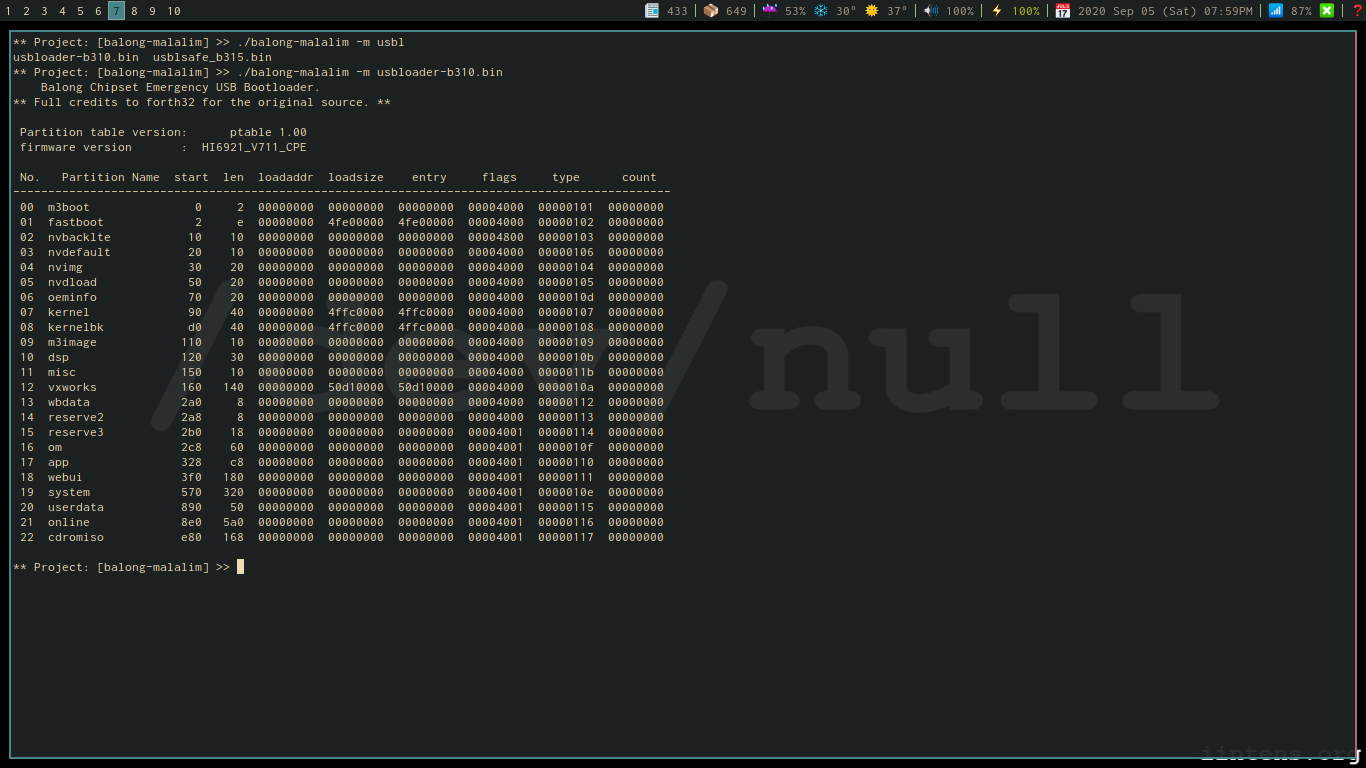 1 2 3 4 5 6 7 8 9 10 433 | 649 | 53% 30° 37° | 100% | 100% | 2020 Sep 05 (Sat) 07:59PM | 87% | ?
** Project: [balong-malalim] >> ./balong-malalim -m usbl
usbloader-b310.bin  usblsafe_b315.bin
** Project: [balong-malalim] >> ./balong-malalim -m usbloader-b310.bin
    Balong Chipset Emergency USB Bootloader.
** Full credits to forth32 for the original source. **
 Partition table version:      ptable 1.00
 firmware version       :  HI6921_V711_CPE
 No.   Partition Name  start  len  loadaddr  loadsize    entry     flags     type      count
----------------------------------------------------------------------------------------------
 00  m3boot               0     2  00000000  00000000  00000000  00004000  00000101  00000000
 01  fastboot             2     e  00000000  4fe00000  4fe00000  00004000  00000102  00000000
 02  nvbacklte           10    10  00000000  00000000  00000000  00004800  00000103  00000000
 03  nvdefault           20    10  00000000  00000000  00000000  00004000  00000106  00000000
 04  nvimg               30    20  00000000  00000000  00000000  00004000  00000104  00000000
 05  nvdload             50    20  00000000  00000000  00000000  00004000  00000105  00000000
 06  oeminfo             70    20  00000000  00000000  00000000  00004000  0000010d  00000000
 07  kernel              90    40  00000000  4ffc0000  4ffc0000  00004000  00000107  00000000
 08  kernelbk            d0    40  00000000  4ffc0000  4ffc0000  00004000  00000108  00000000
 09  m3image            110    10  00000000  00000000  00000000  00004000  00000109  00000000
 10  dsp                120    30  00000000  00000000  00000000  00004000  0000010b  00000000
 11  misc               150    10  00000000  00000000  00000000  00004000  0000011b  00000000
 12  vxworks            160   140  00000000  50d10000  50d10000  00004000  0000010a  00000000
 13  wbdata             2a0     8  00000000  00000000  00000000  00004000  00000112  00000000
 14  reserve2           2a8     8  00000000  00000000  00000000  00004000  00000113  00000000
 15  reserve3           2b0    18  00000000  00000000  00000000  00004001  00000114  00000000
 16  om                 2c8    60  00000000  00000000  00000000  00004001  0000010f  00000000
 17  app                328    c8  00000000  00000000  00000000  00004001  00000110  00000000
 18  webui              3f0   180  00000000  00000000  00000000  00004001  00000111  00000000
 19  system             570   320  00000000  00000000  00000000  00004001  0000010e  00000000
 20  userdata           890    50  00000000  00000000  00000000  00004001  00000115  00000000
 21  online             8e0   5a0  00000000  00000000  00000000  00004001  00000116  00000000
 22  cdromiso           e80   168  00000000  00000000  00000000  00004001  00000117  00000000
** Project: [balong-malalim] >>
/dev/null
iintens.org